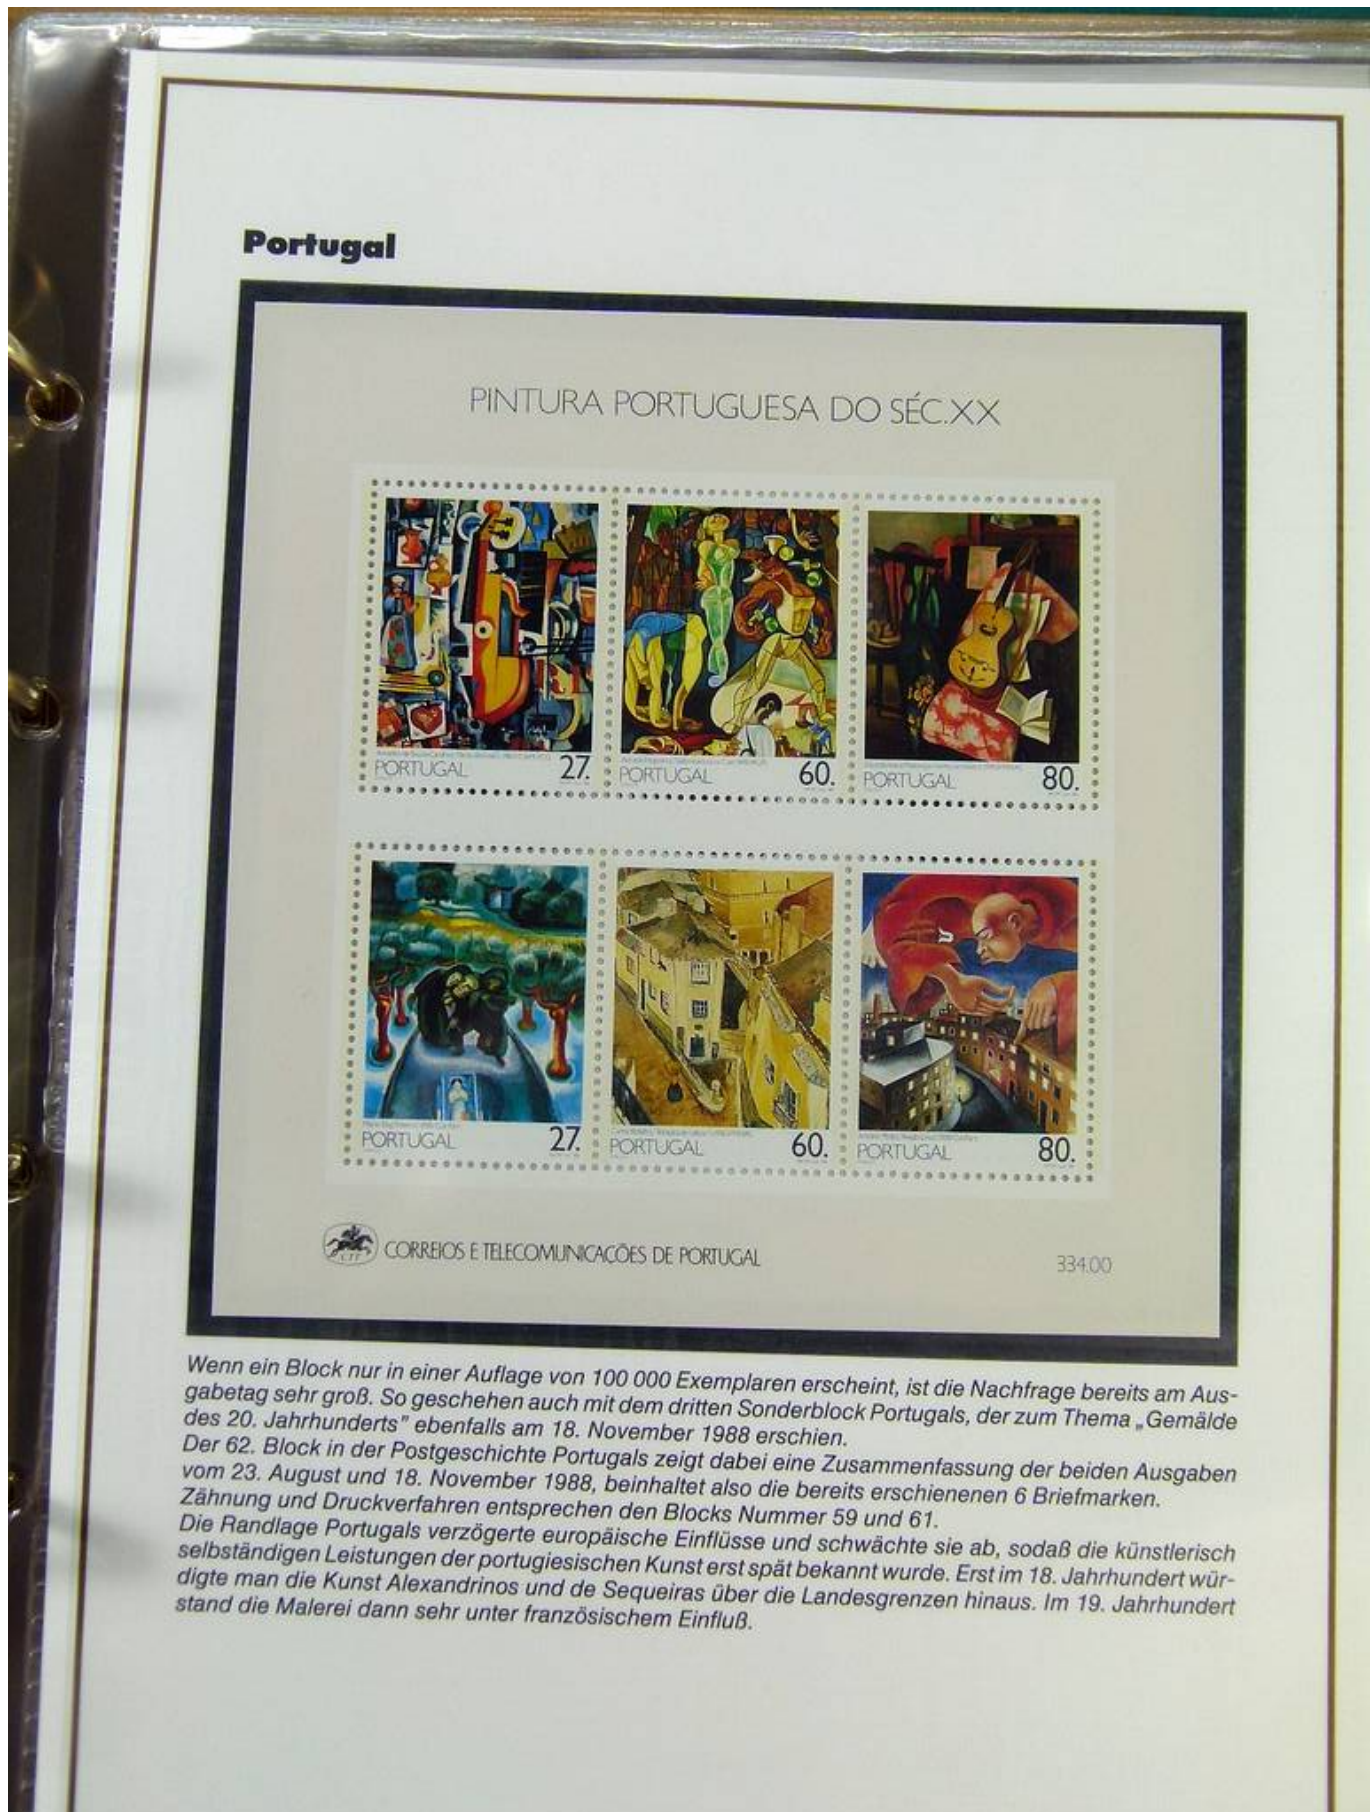 Portugal
PINTURA PORTUGUESA DO SÉC.XX
PORTUGAL 27.
PORTUGAL 60.
PORTUGAL 80.
PORTUGAL 27.
PORTUGAL 60.
PORTUGAL 80.
CTT CORREIOS E TELECOMUNICAÇÕES DE PORTUGAL 334.00
Wenn ein Block nur in einer Auflage von 100 000 Exemplaren erscheint, ist die Nachfrage bereits am Aus-
gabetag sehr groß. So geschehen auch mit dem dritten Sonderblock Portugals, der zum Thema „Gemälde
des 20. Jahrhunderts" ebenfalls am 18. November 1988 erschien.
Der 62. Block in der Postgeschichte Portugals zeigt dabei eine Zusammenfassung der beiden Ausgaben
vom 23. August und 18. November 1988, beinhaltet also die bereits erschienenen 6 Briefmarken.
Zähnung und Druckverfahren entsprechen den Blocks Nummer 59 und 61.
Die Randlage Portugals verzögerte europäische Einflüsse und schwächte sie ab, sodaß die künstlerisch
selbständigen Leistungen der portugiesischen Kunst erst spät bekannt wurde. Erst im 18. Jahrhundert wür-
digte man die Kunst Alexandrinos und de Sequeiras über die Landesgrenzen hinaus. Im 19. Jahrhundert
stand die Malerei dann sehr unter französischem Einfluß.